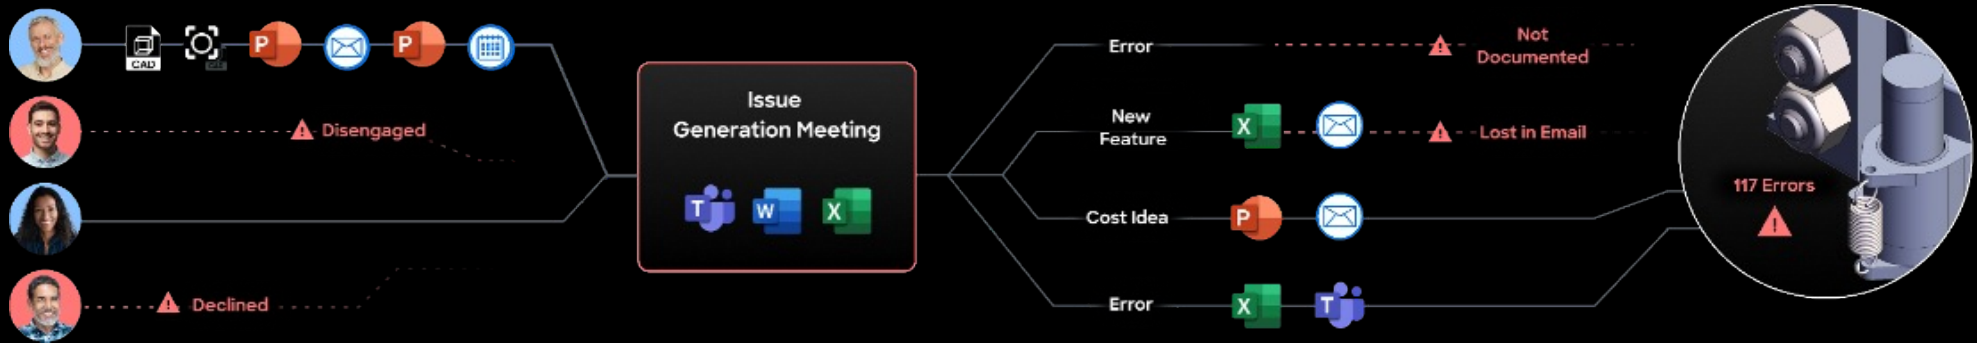 CAD
P
P
Disengaged
Declined
Issue
Generation Meeting
T
W
X
Error
Not
Documented
New
Feature
X
Lost in Email
Cost Idea
P
Error
X
T
117 Errors